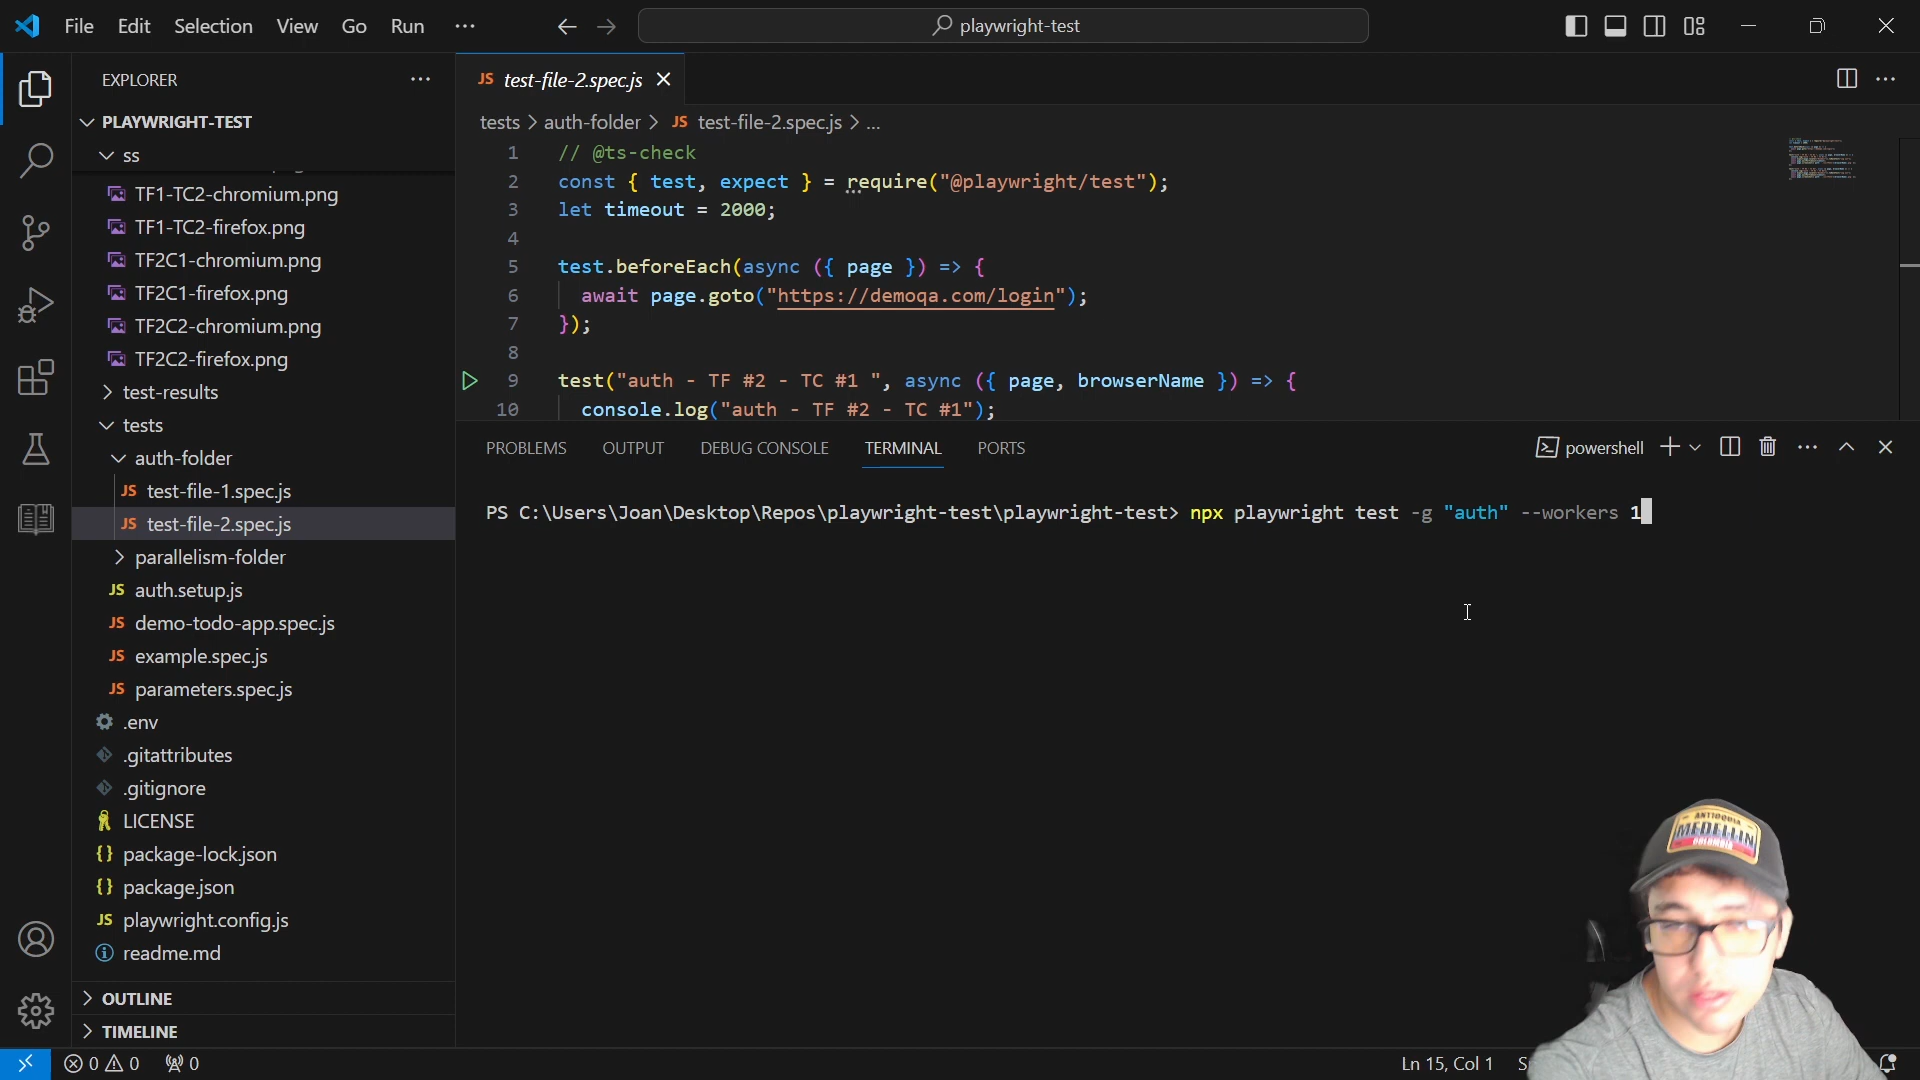 File Edit Selection View Go Run ···
playwright-test
EXPLORER ···
PLAYWRIGHT-TEST
ss
TF1-TC2-chromium.png
TF1-TC2-firefox.png
TF2C1-chromium.png
TF2C1-firefox.png
TF2C2-chromium.png
TF2C2-firefox.png
test-results
tests
auth-folder
JS test-file-1.spec.js
JS test-file-2.spec.js
parallelism-folder
JS auth.setup.js
JS demo-todo-app.spec.js
JS example.spec.js
JS parameters.spec.js
.env
.gitattributes
.gitignore
LICENSE
{} package-lock.json
{} package.json
JS playwright.config.js
readme.md
OUTLINE
TIMELINE
JS test-file-2.spec.js
tests > auth-folder > JS test-file-2.spec.js > ...
1 // @ts-check
2 const { test, expect } = require("@playwright/test");
3 let timeout = 2000;
4
5 test.beforeEach(async ({ page }) => {
6 await page.goto("https://demoqa.com/login");
7 });
8
9 test("auth - TF #2 - TC #1 ", async ({ page, browserName }) => {
10 console.log("auth - TF #2 - TC #1");
PROBLEMS OUTPUT DEBUG CONSOLE TERMINAL PORTS
powershell
PS C:\Users\Joan\Desktop\Repos\playwright-test\playwright-test> npx playwright test -g "auth" --workers 1
ANTIOQUIA
MEDELLIN
COLOMBIA
0 0 0
Ln 15, Col 1 S